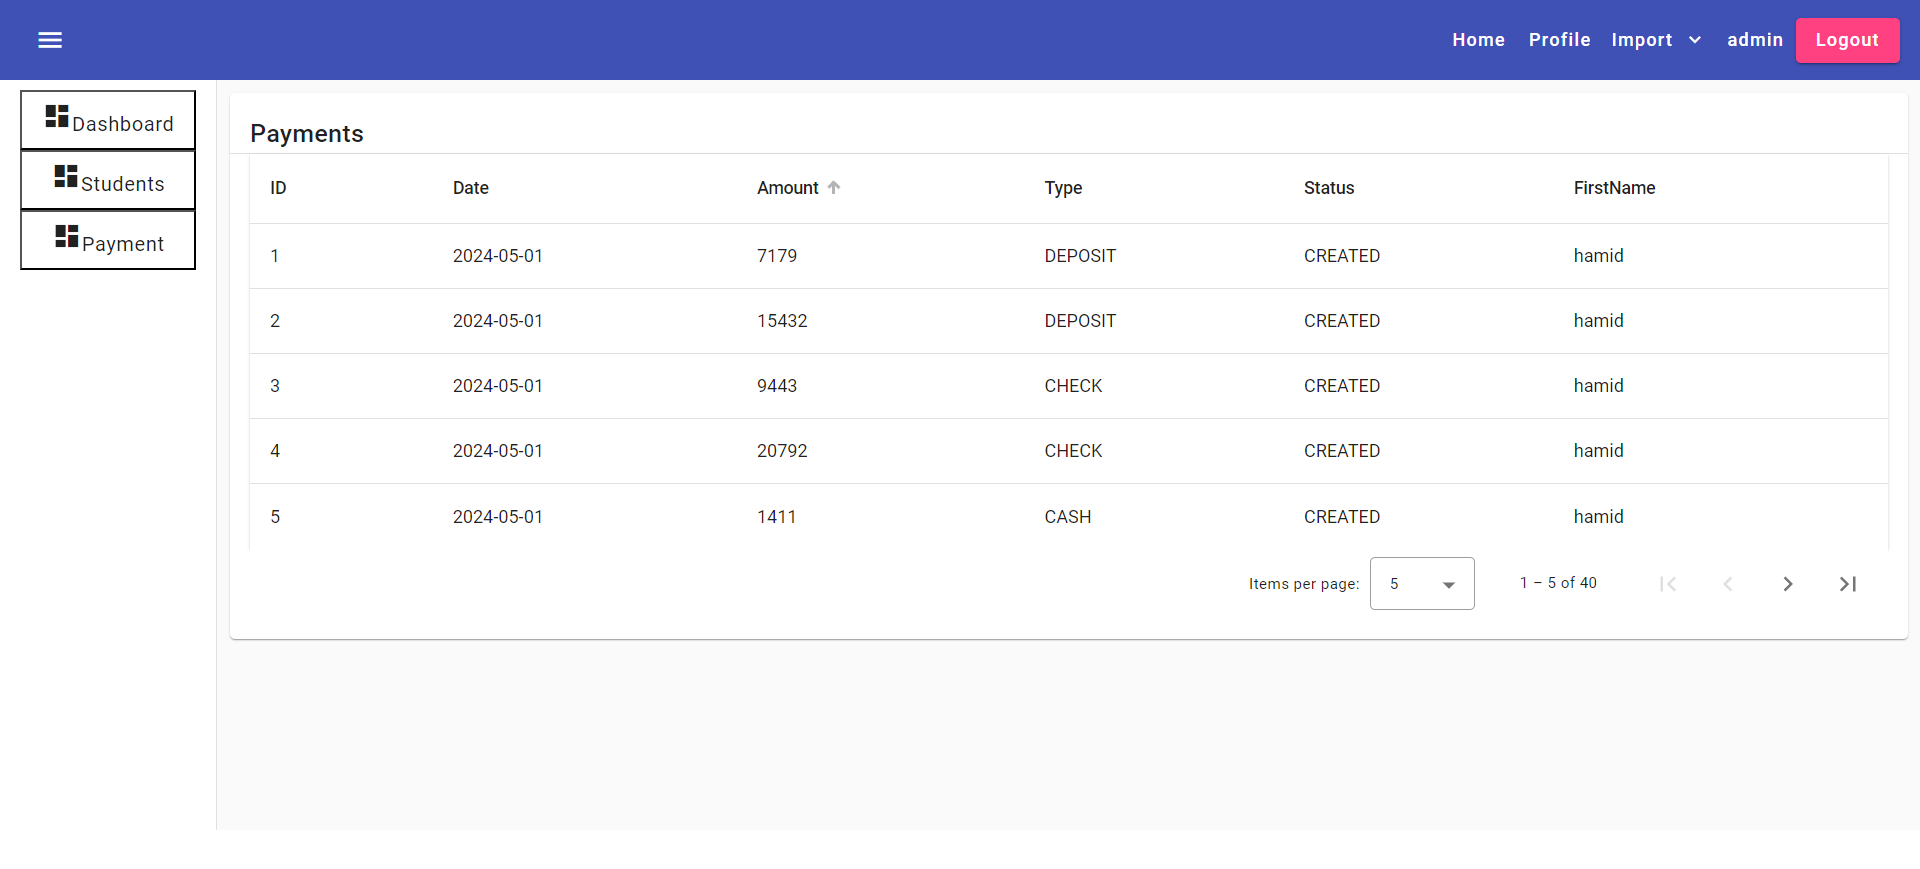 Home Profile Import admin Logout
Dashboard
Students
Payment
Payments
ID Date Amount Type Status FirstName
1 2024-05-01 7179 DEPOSIT CREATED hamid
2 2024-05-01 15432 DEPOSIT CREATED hamid
3 2024-05-01 9443 CHECK CREATED hamid
4 2024-05-01 20792 CHECK CREATED hamid
5 2024-05-01 1411 CASH CREATED hamid
Items per page: 5 1 – 5 of 40